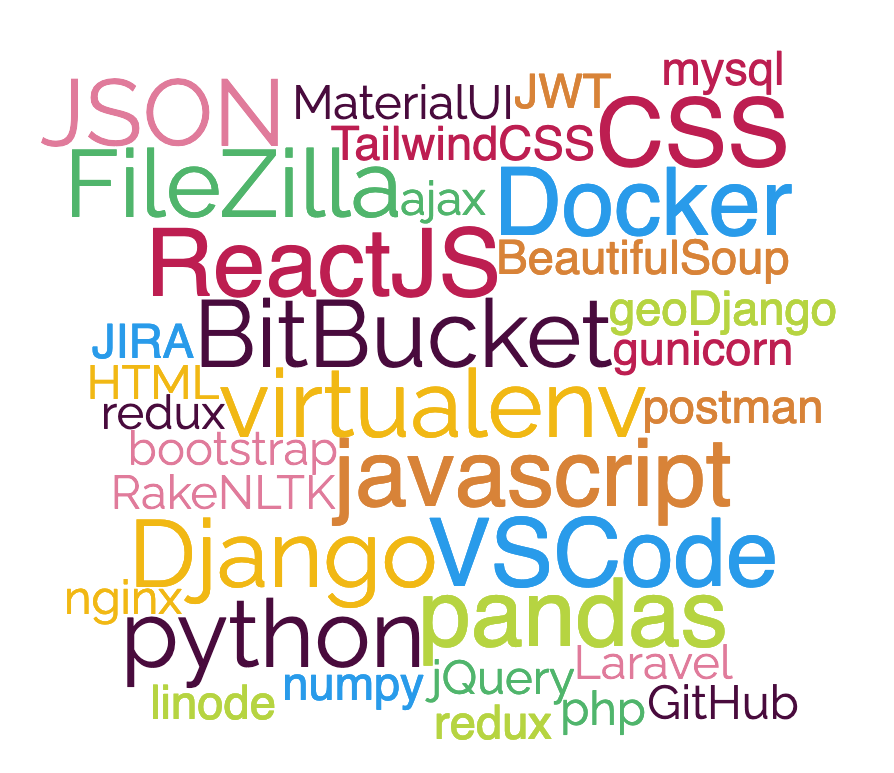 mysql
JSON
MaterialUI
JWT
TailwindCSS
CSS
FileZilla
ajax
Docker
ReactJS
BeautifulSoup
BitBucket
geoDjango
JIRA
gunicorn
HTML
virtualenv
redux
postman
bootstrap
javascript
RakeNLTK
Django
VSCode
nginx
python
pandas
linode
numpy
jQuery
Laravel
redux
php
GitHub